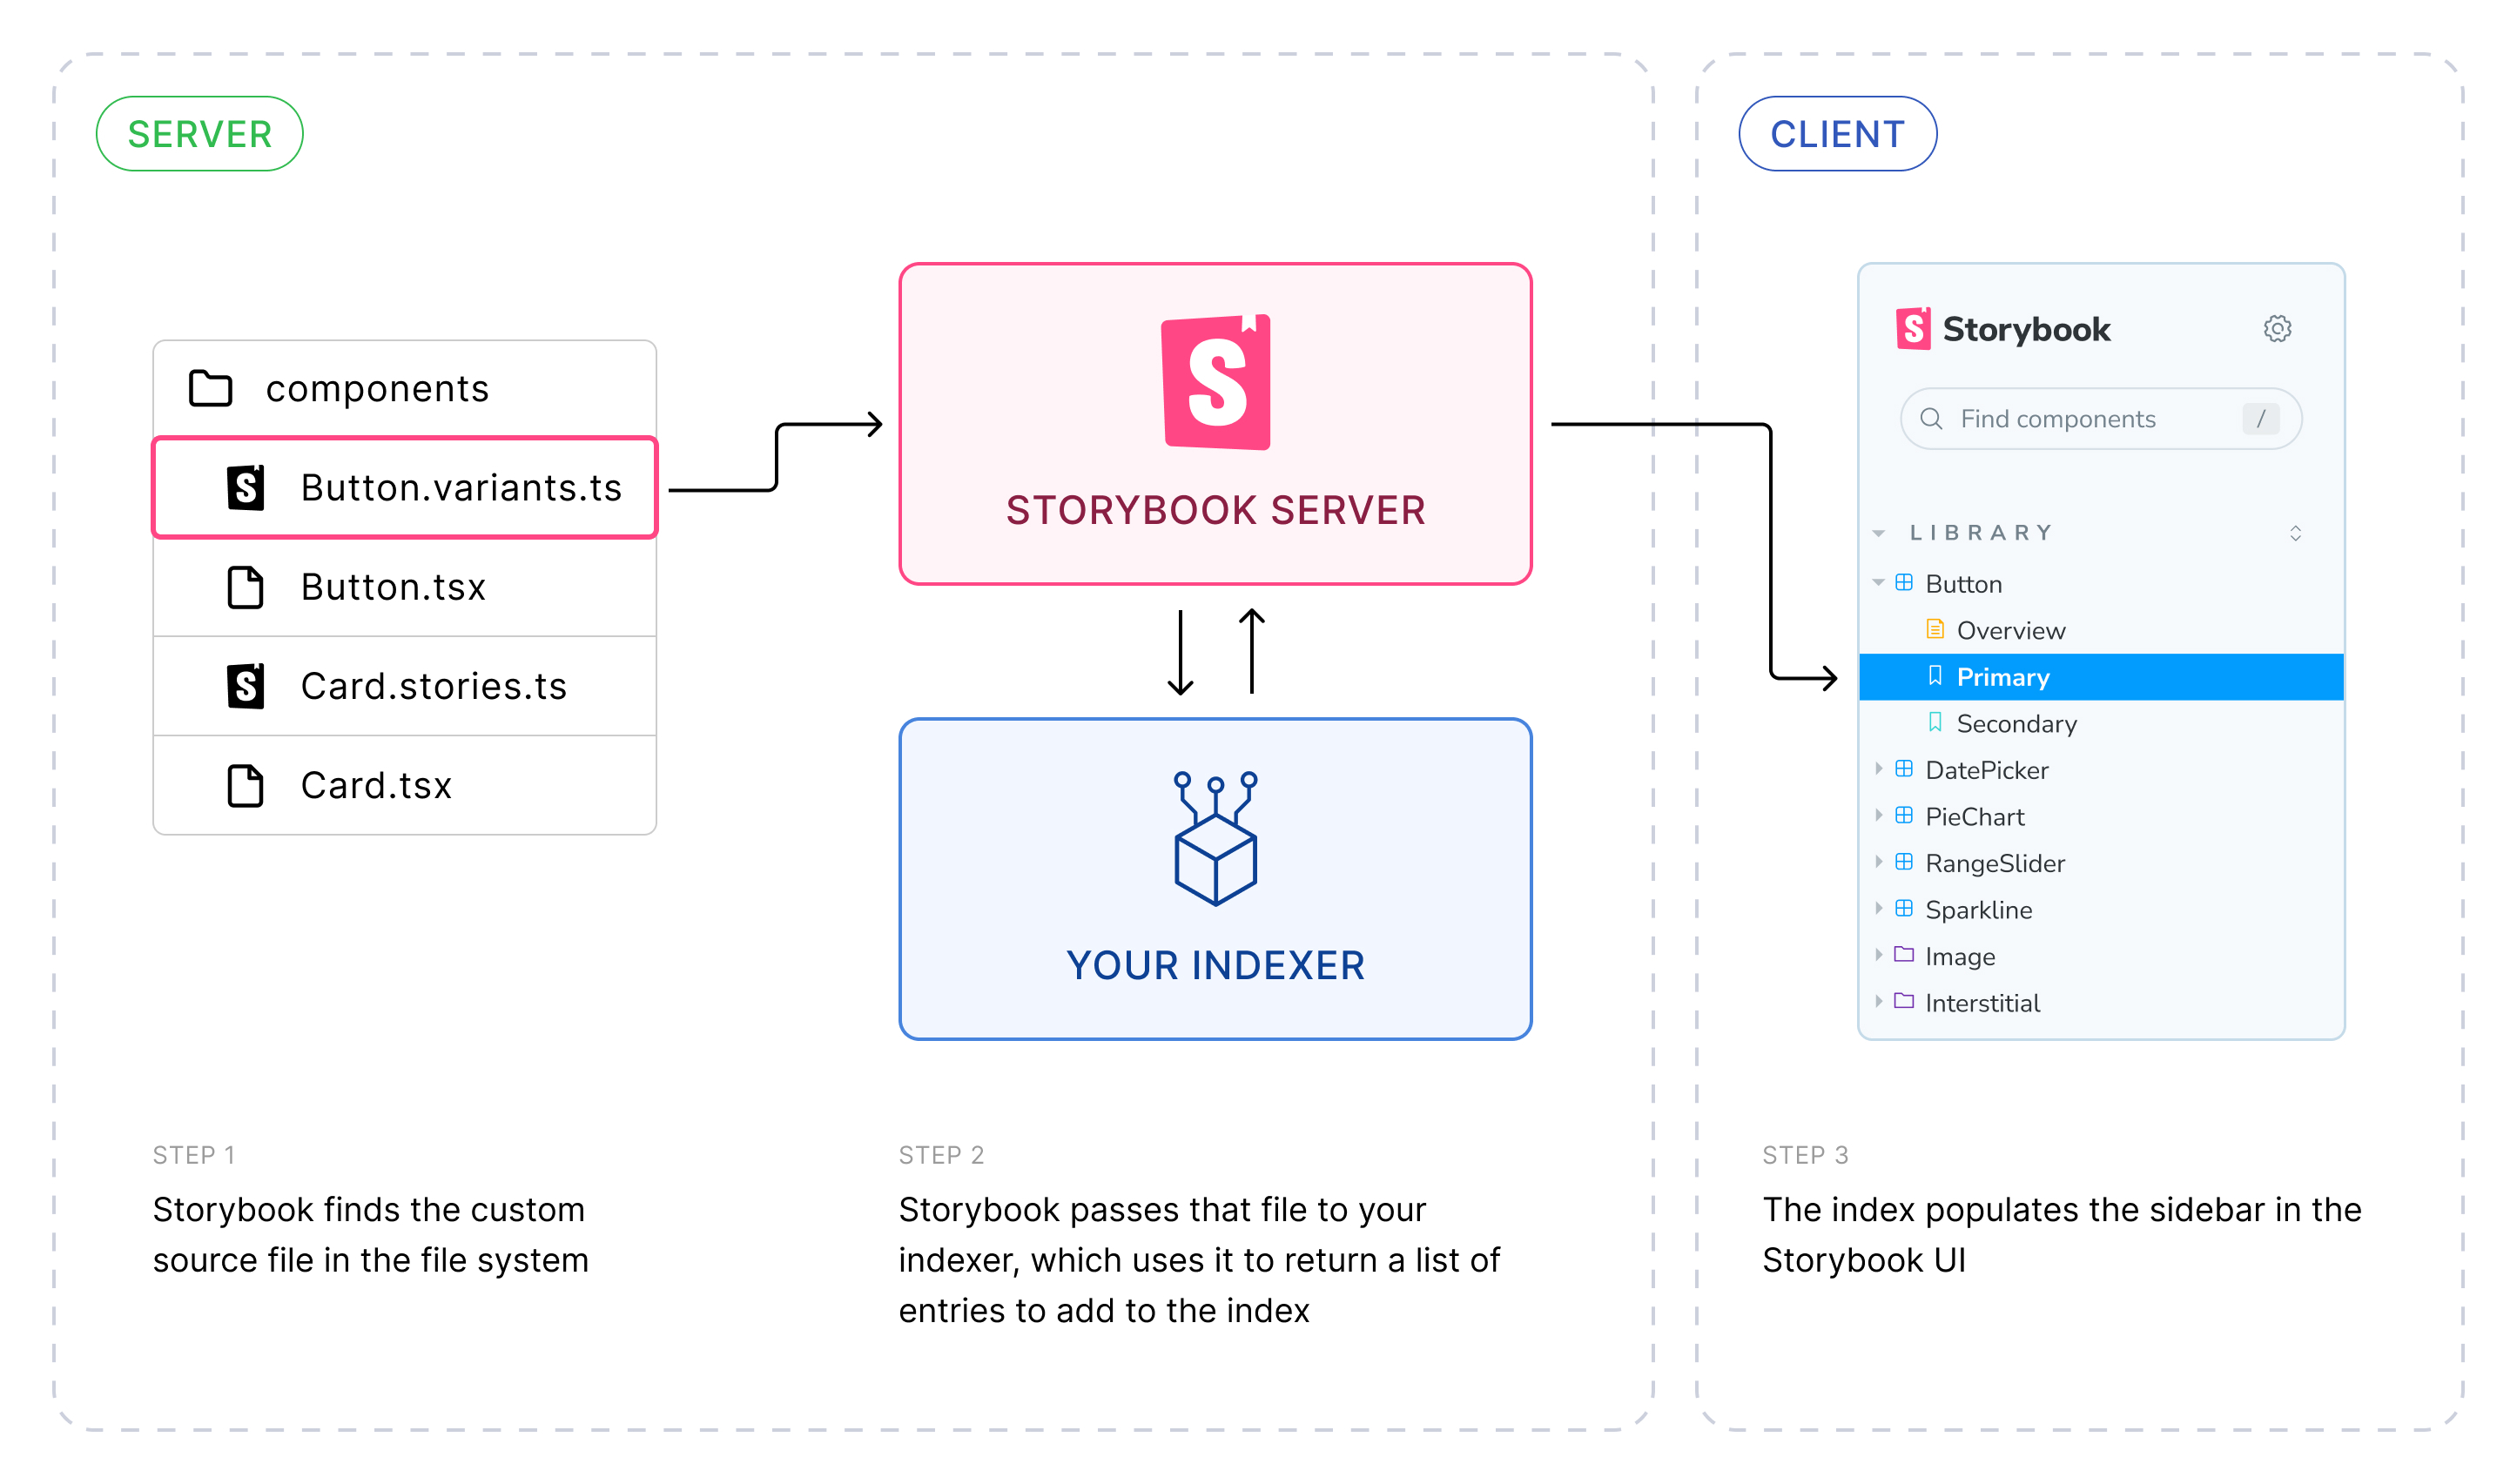 SERVER
components
Button.variants.ts
Button.tsx
Card.stories.ts
Card.tsx
STORYBOOK SERVER
YOUR INDEXER
STEP 1
Storybook finds the custom
source file in the file system
STEP 2
Storybook passes that file to your
indexer, which uses it to return a list of
entries to add to the index
CLIENT
S Storybook
Find components /
LIBRARY
Button
Overview
Primary
Secondary
DatePicker
PieChart
RangeSlider
Sparkline
Image
Interstitial
STEP 3
The index populates the sidebar in the
Storybook UI